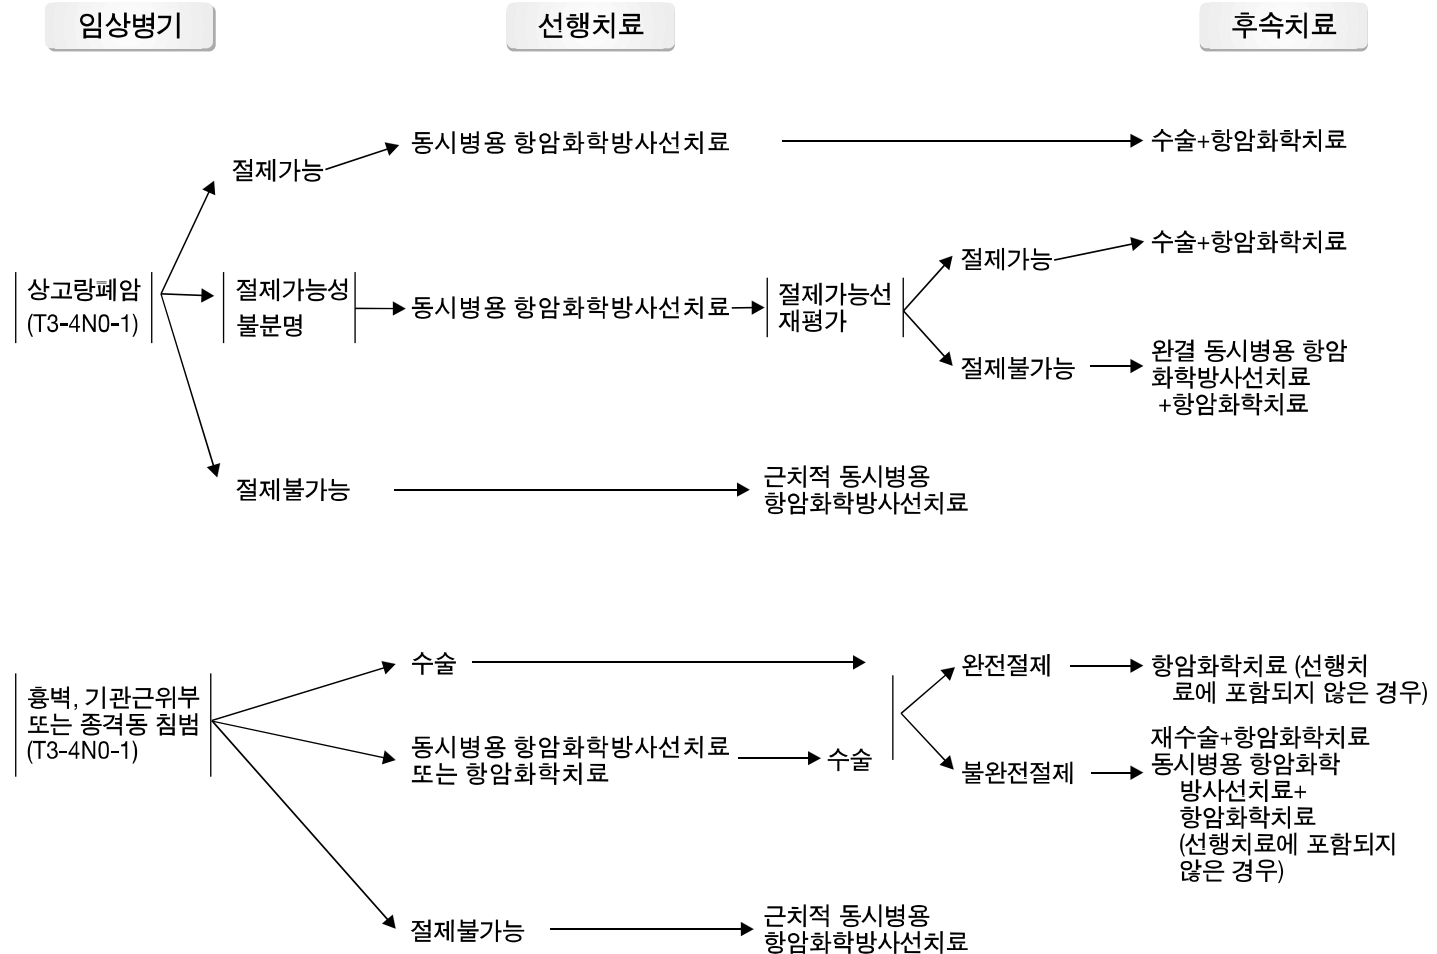 임상병기
선행치료
후속치료
절제가능
동시병용 항암화학방사선치료
수술+항암화학치료
상고랑폐암
(T3-4N0-1)
절제가능성
불분명
동시병용 항암화학방사선치료
절제가능선
재평가
절제가능
수술+항암화학치료
절제불가능
완결 동시병용 항암
화학방사선치료
+항암화학치료
절제불가능
근치적 동시병용
항암화학방사선치료
흉벽, 기관근위부
또는 종격동 침범
(T3-4N0-1)
수술
동시병용 항암화학방사선치료
또는 항암화학치료
수술
완전절제
항암화학치료 (선행치
료에 포함되지 않은 경우)
불완전절제
재수술+항암화학치료
동시병용 항암화학
방사선치료+
항암화학치료
(선행치료에 포함되지
않은 경우)
절제불가능
근치적 동시병용
항암화학방사선치료